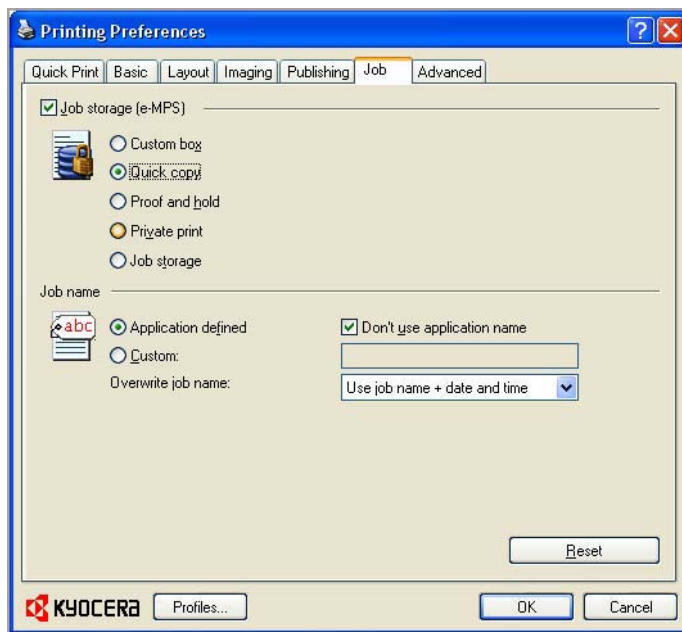 Printing Preferences
Quick Print Basic Layout Imaging Publishing Job Advanced
Job storage (e-MPS)
Custom box
Quick copy
Proof and hold
Private print
Job storage
Job name
abc
Application defined
Don't use application name
Custom:
Overwrite job name:
Use job name + date and time
Reset
KYOCERA Profiles... OK Cancel